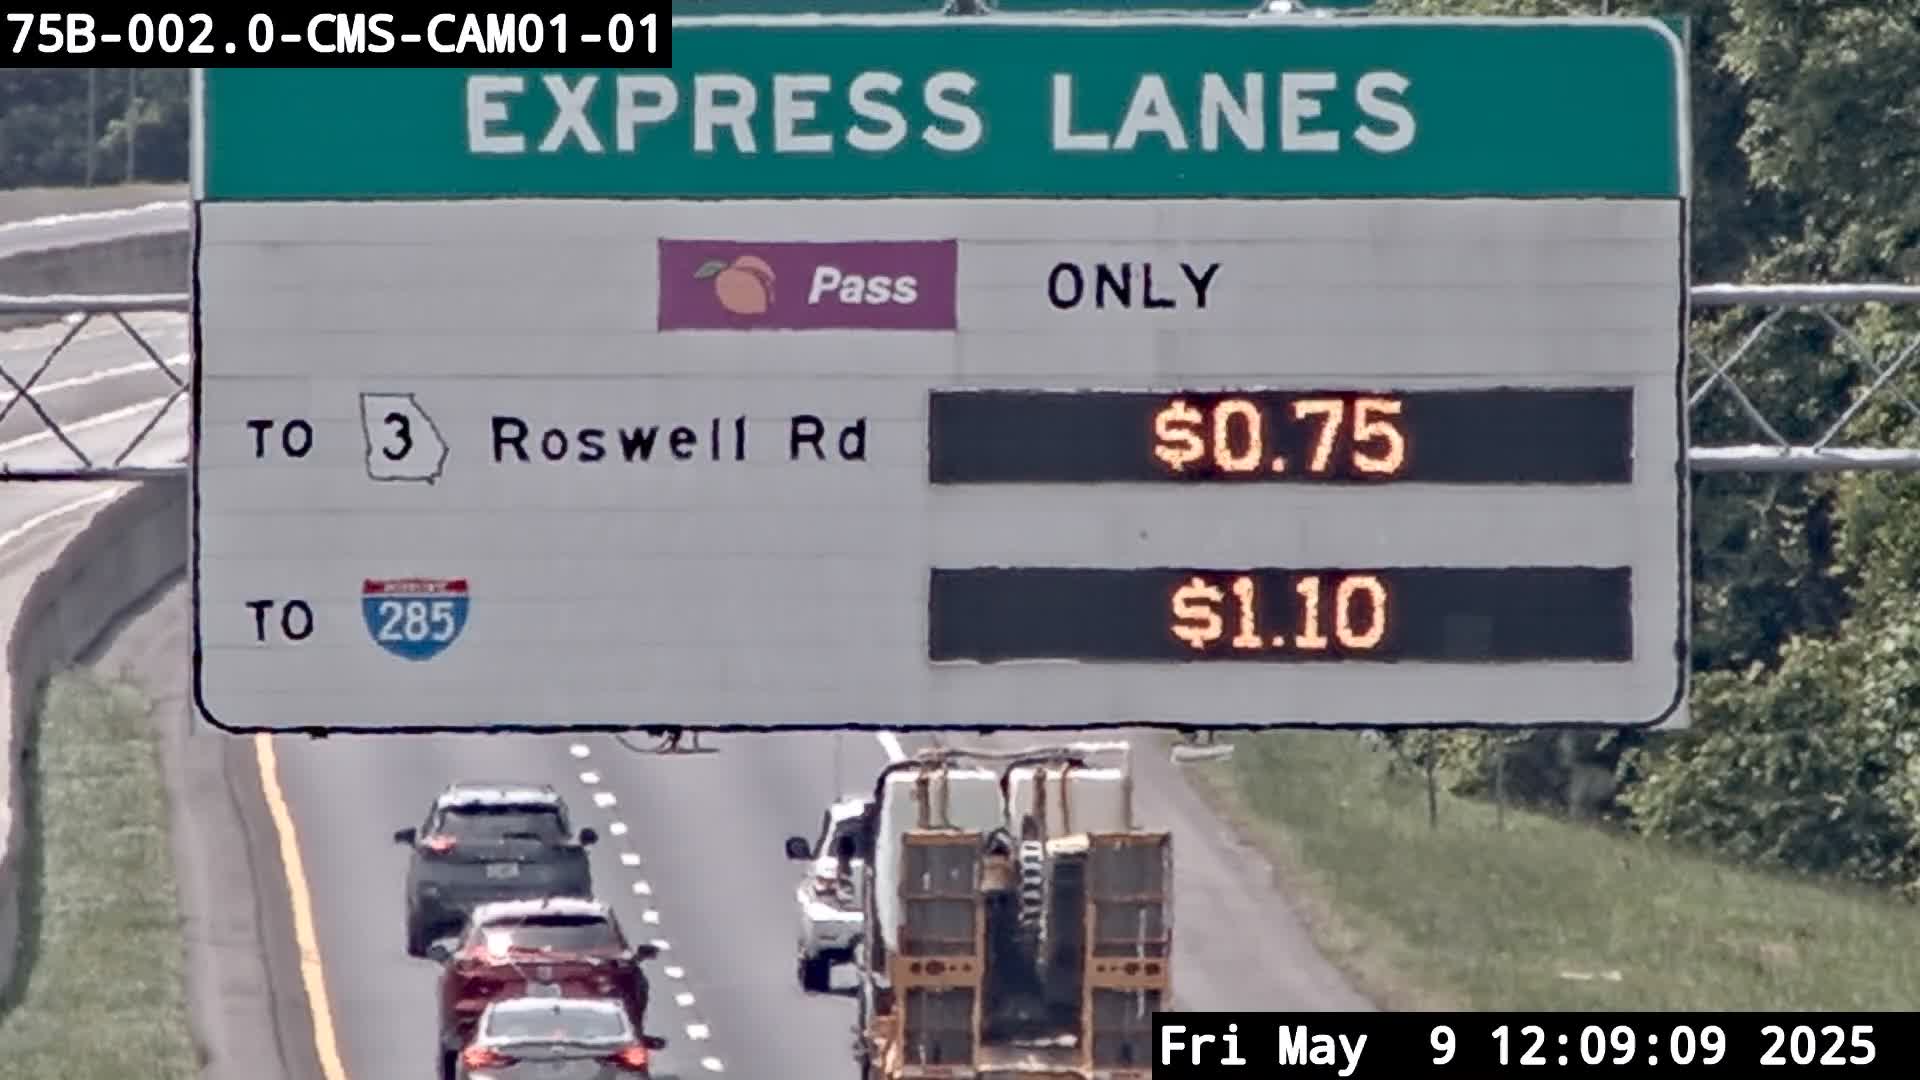 75B-002.0-CMS-CAM01-01
EXPRESS LANES
Pass ONLY
TO 3 Roswell Rd $0.75
TO 285 $1.10
Fri May 9 12:09:09 2025